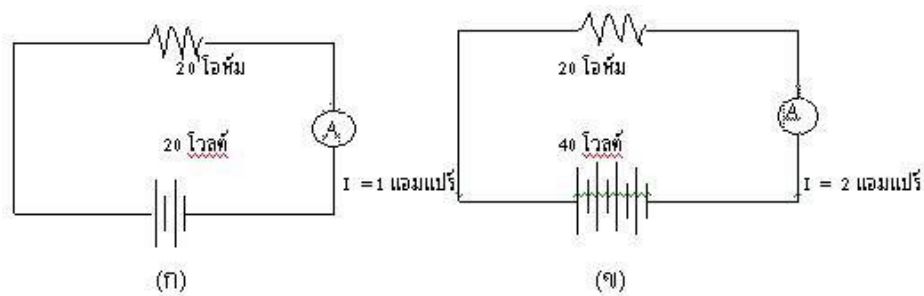 20 โอห์ม
A
20 โวลต์
I = 1 แอมแปร์
(ก)
20 โอห์ม
A
40 โวลต์
I = 2 แอมแปร์
(ข)